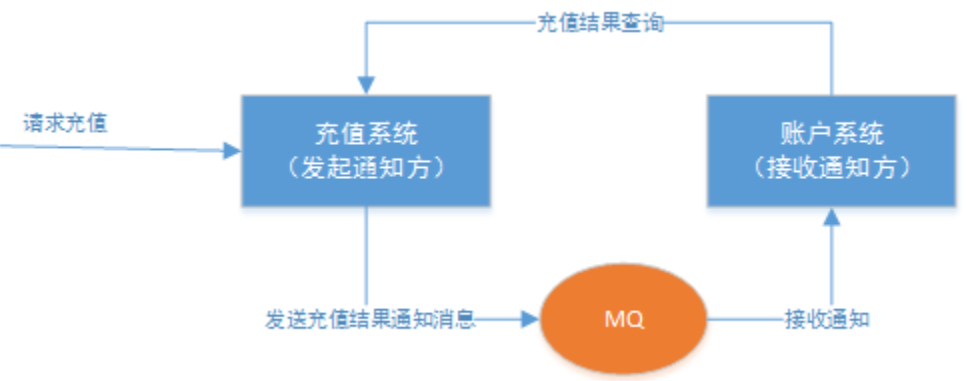 充值结果查询
请求充值
充值系统
（发起通知方）
账户系统
（接收通知方）
发送充值结果通知消息
MQ
接收通知